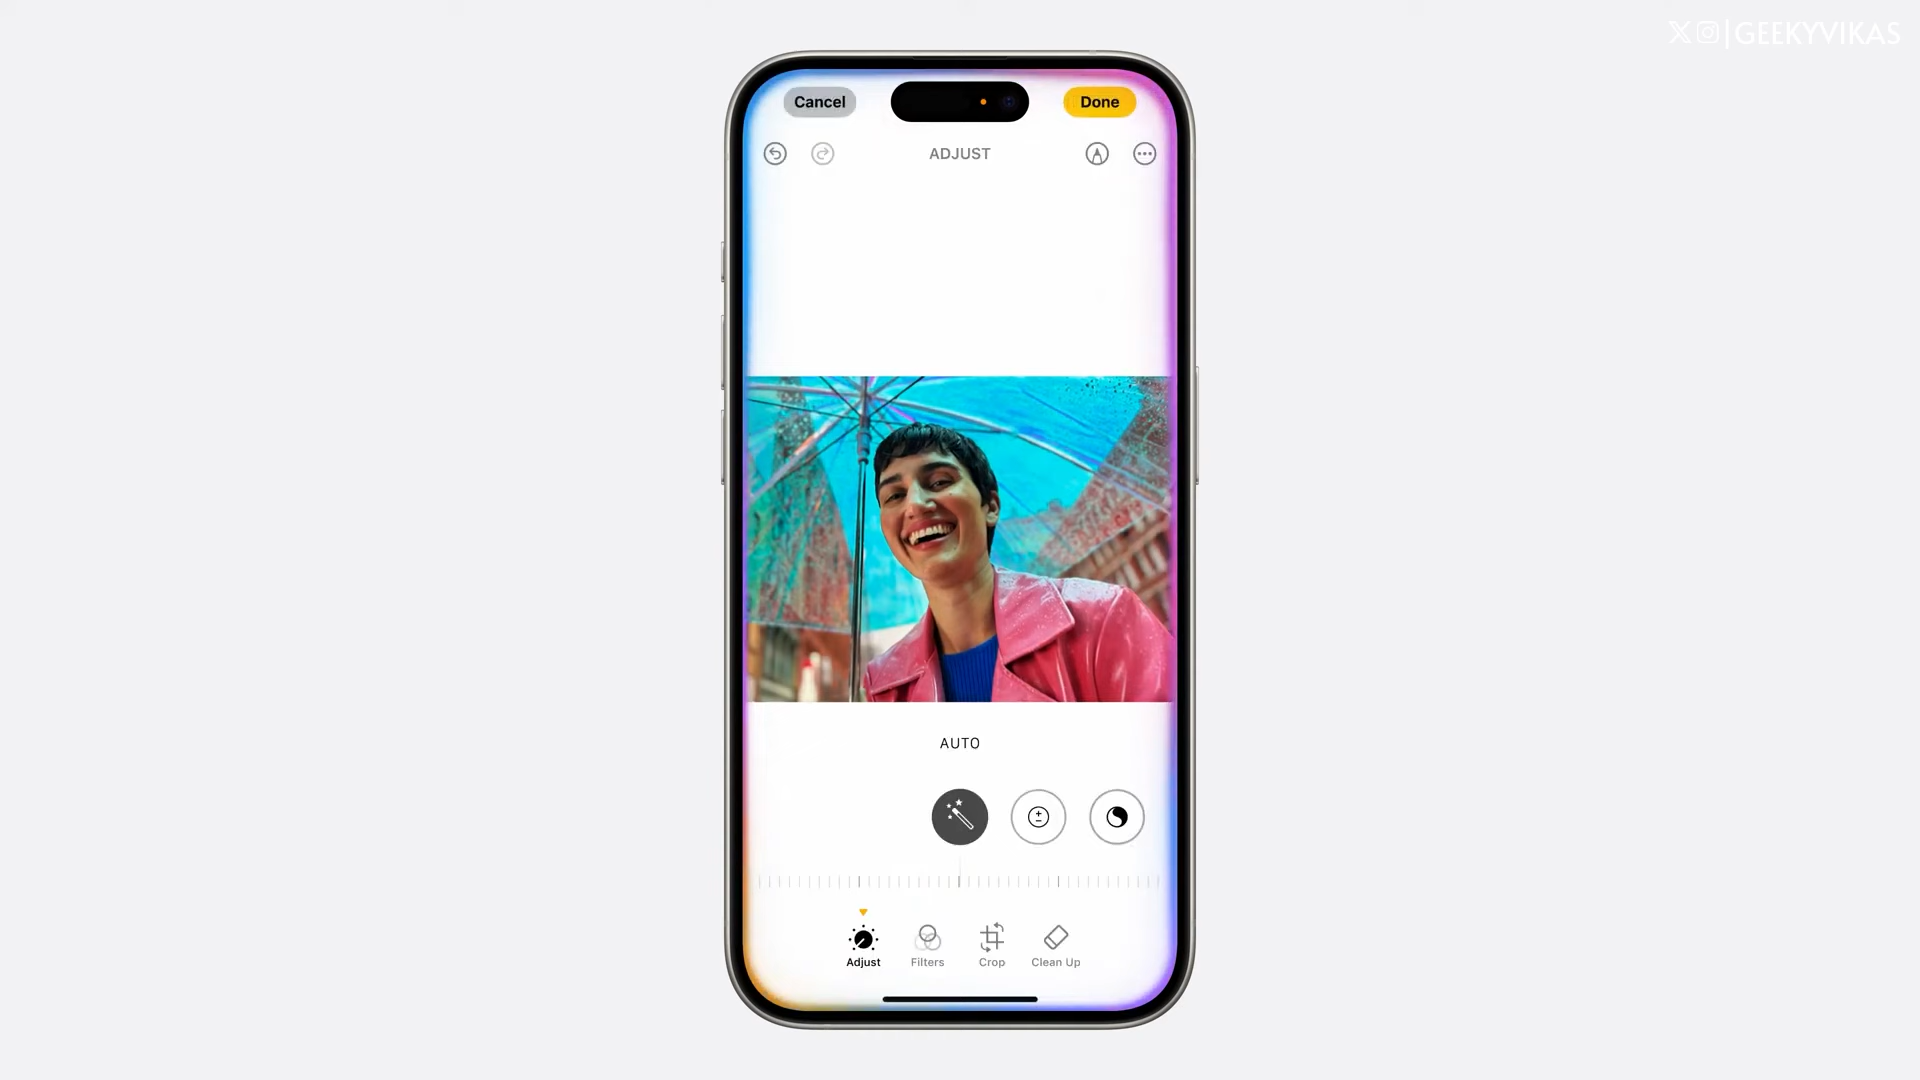 X | GEEKYVIKAS
Cancel
Done
ADJUST
AUTO
Adjust
Filters
Crop
Clean Up